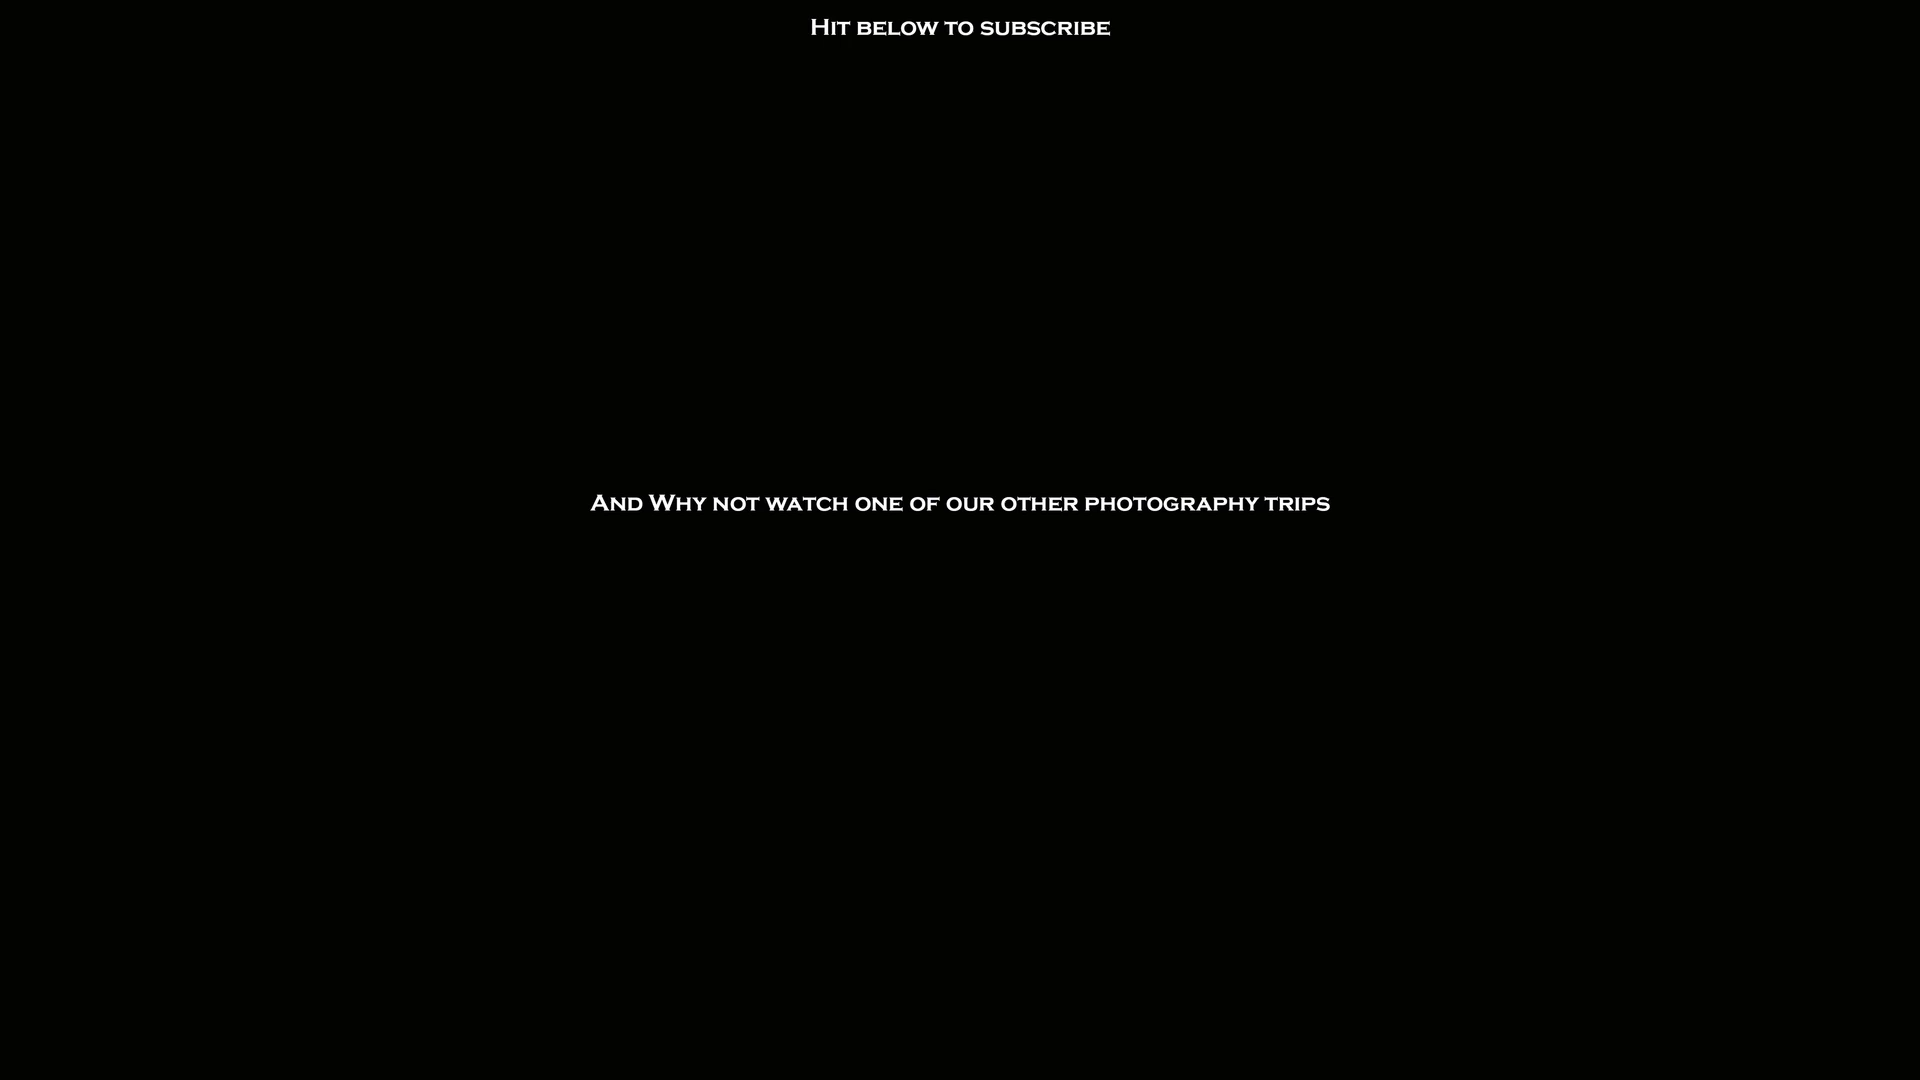 Hit below to subscribe
And Why not watch one of our other photography trips